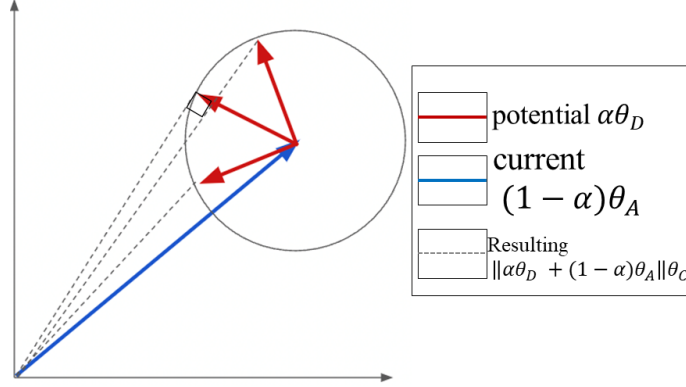 potential αθ_D
current
(1 − α)θ_A
Resulting
‖αθ_D + (1 − α)θ_A‖θ_C